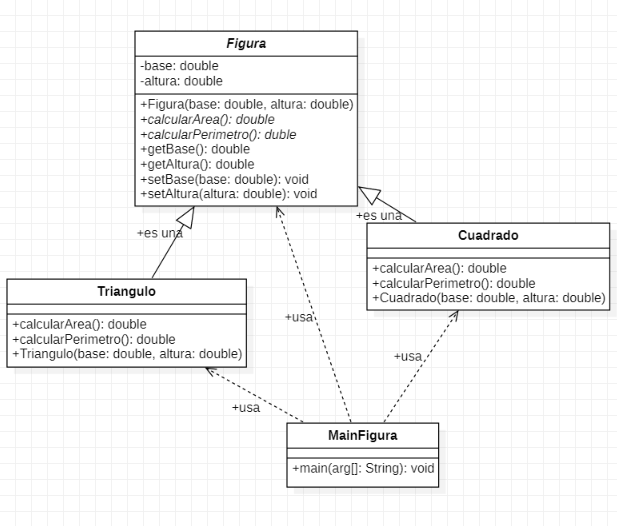 Figura
-base: double
-altura: double
+Figura(base: double, altura: double)
+calcularArea(): double
+calcularPerimetro(): duble
+getBase(): double
+getAltura(): double
+setBase(base: double): void
+setAltura(altura: double): void
+es una
+es una
Cuadrado
+calcularArea(): double
+calcularPerimetro(): double
+Cuadrado(base: double, altura: double)
Triangulo
+calcularArea(): double
+calcularPerimetro(): double
+Triangulo(base: double, altura: double)
+usa
+usa
+usa
MainFigura
+main(arg[]: String): void